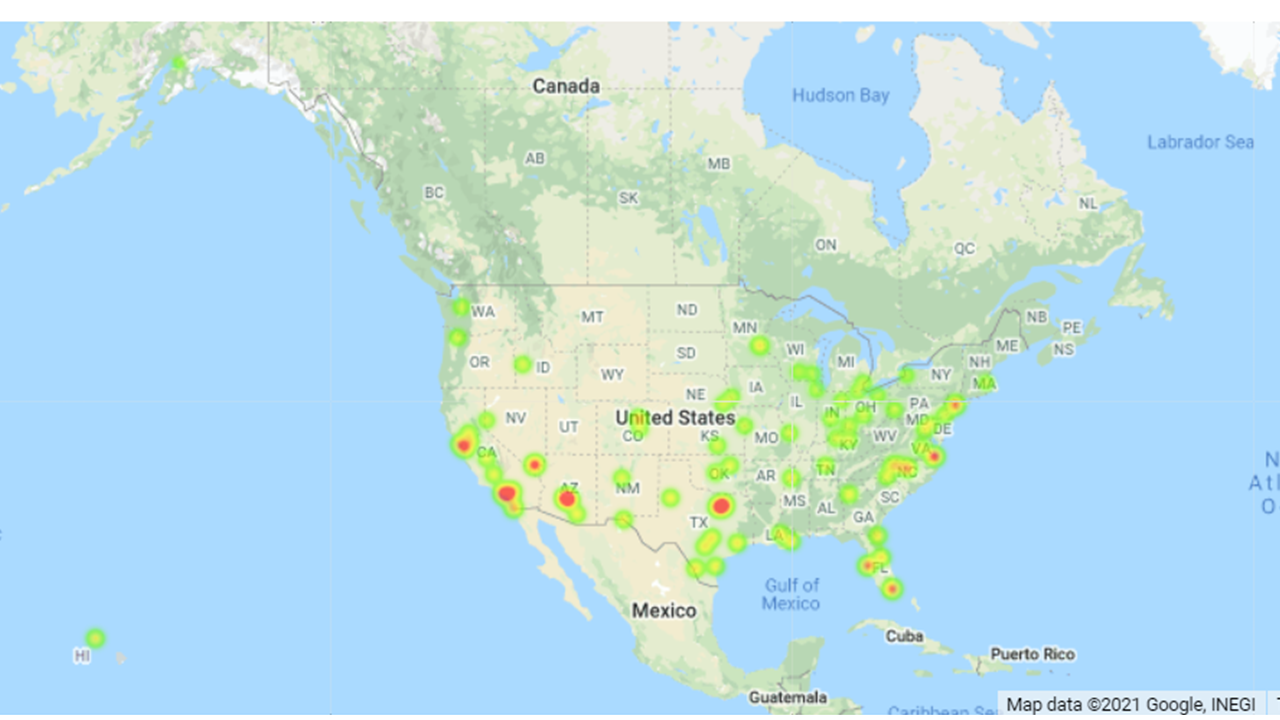 Canada
Hudson Bay
Labrador Sea
AB
MB
BC
SK
NL
ON
QC
WA
MT
ND
MN
NB
PE
NS
ME
OR
ID
SD
WI
MI
NH
NY
WY
MA
NE
IA
NV
United States
IL
IN
OH
PA
MD
DE
UT
CO
KS
MO
KY
WV
VA
CA
OK
AR
TN
NC
AZ
NM
MS
AL
SC
GA
TX
LA
FL
Gulf of
Mexico
Mexico
HI
Cuba
Puerto Rico
Guatemala
Caribbean Sea
Map data ©2021 Google, INEGI